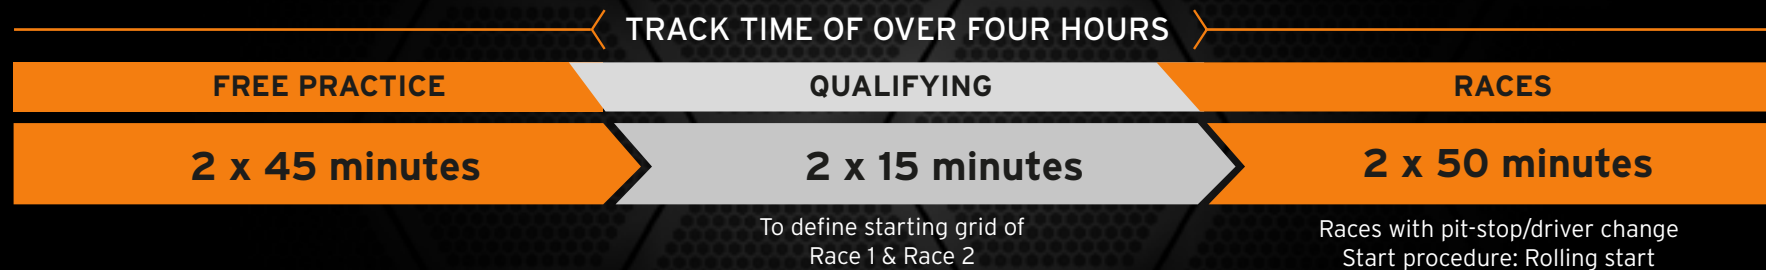 TRACK TIME OF OVER FOUR HOURS
FREE PRACTICE
QUALIFYING
RACES
2 x 45 minutes
2 x 15 minutes
2 x 50 minutes
To define starting grid of
Race 1 & Race 2
Races with pit-stop/driver change
Start procedure: Rolling start